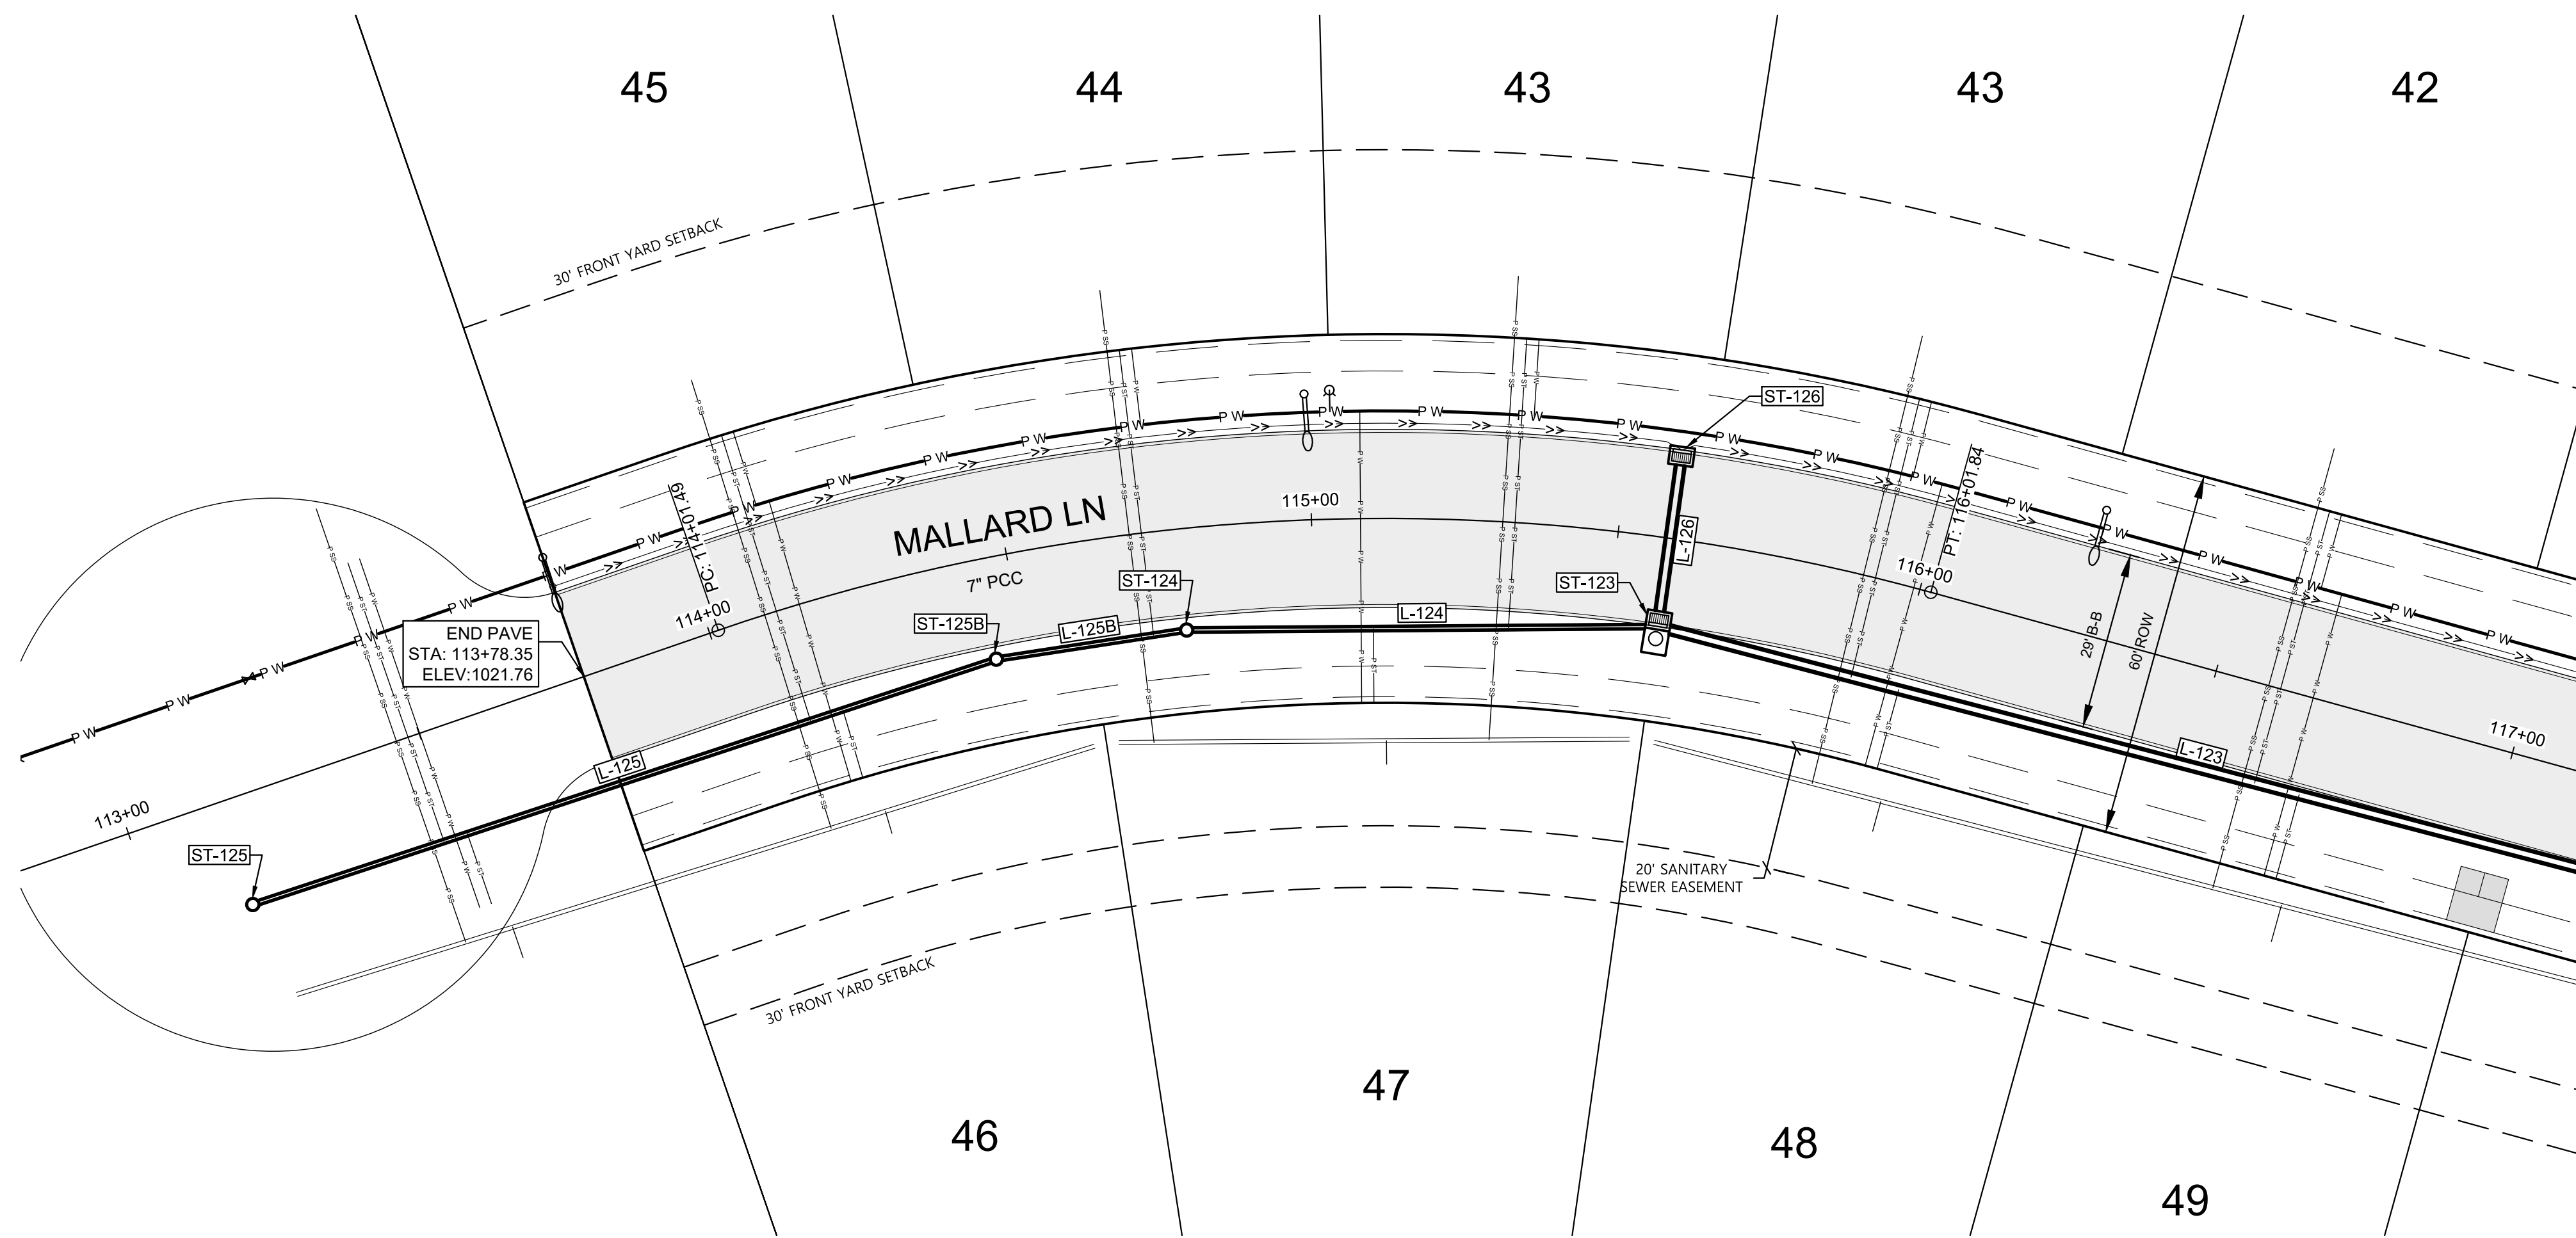 45
44
43
43
42
30' FRONT YARD SETBACK
ST-126
PC: 114+01.49
MALLARD LN
115+00
L-126
PT: 116+01.84
7" PCC
ST-124
ST-123
116+00
114+00
ST-125B
L-125B
L-124
END PAVE
STA: 113+78.35
ELEV:1021.76
29' B-B
60' ROW
L-125
L-123
117+00
113+00
ST-125
20' SANITARY
SEWER EASEMENT
30' FRONT YARD SETBACK
47
46
48
49
P W
P SS
P ST